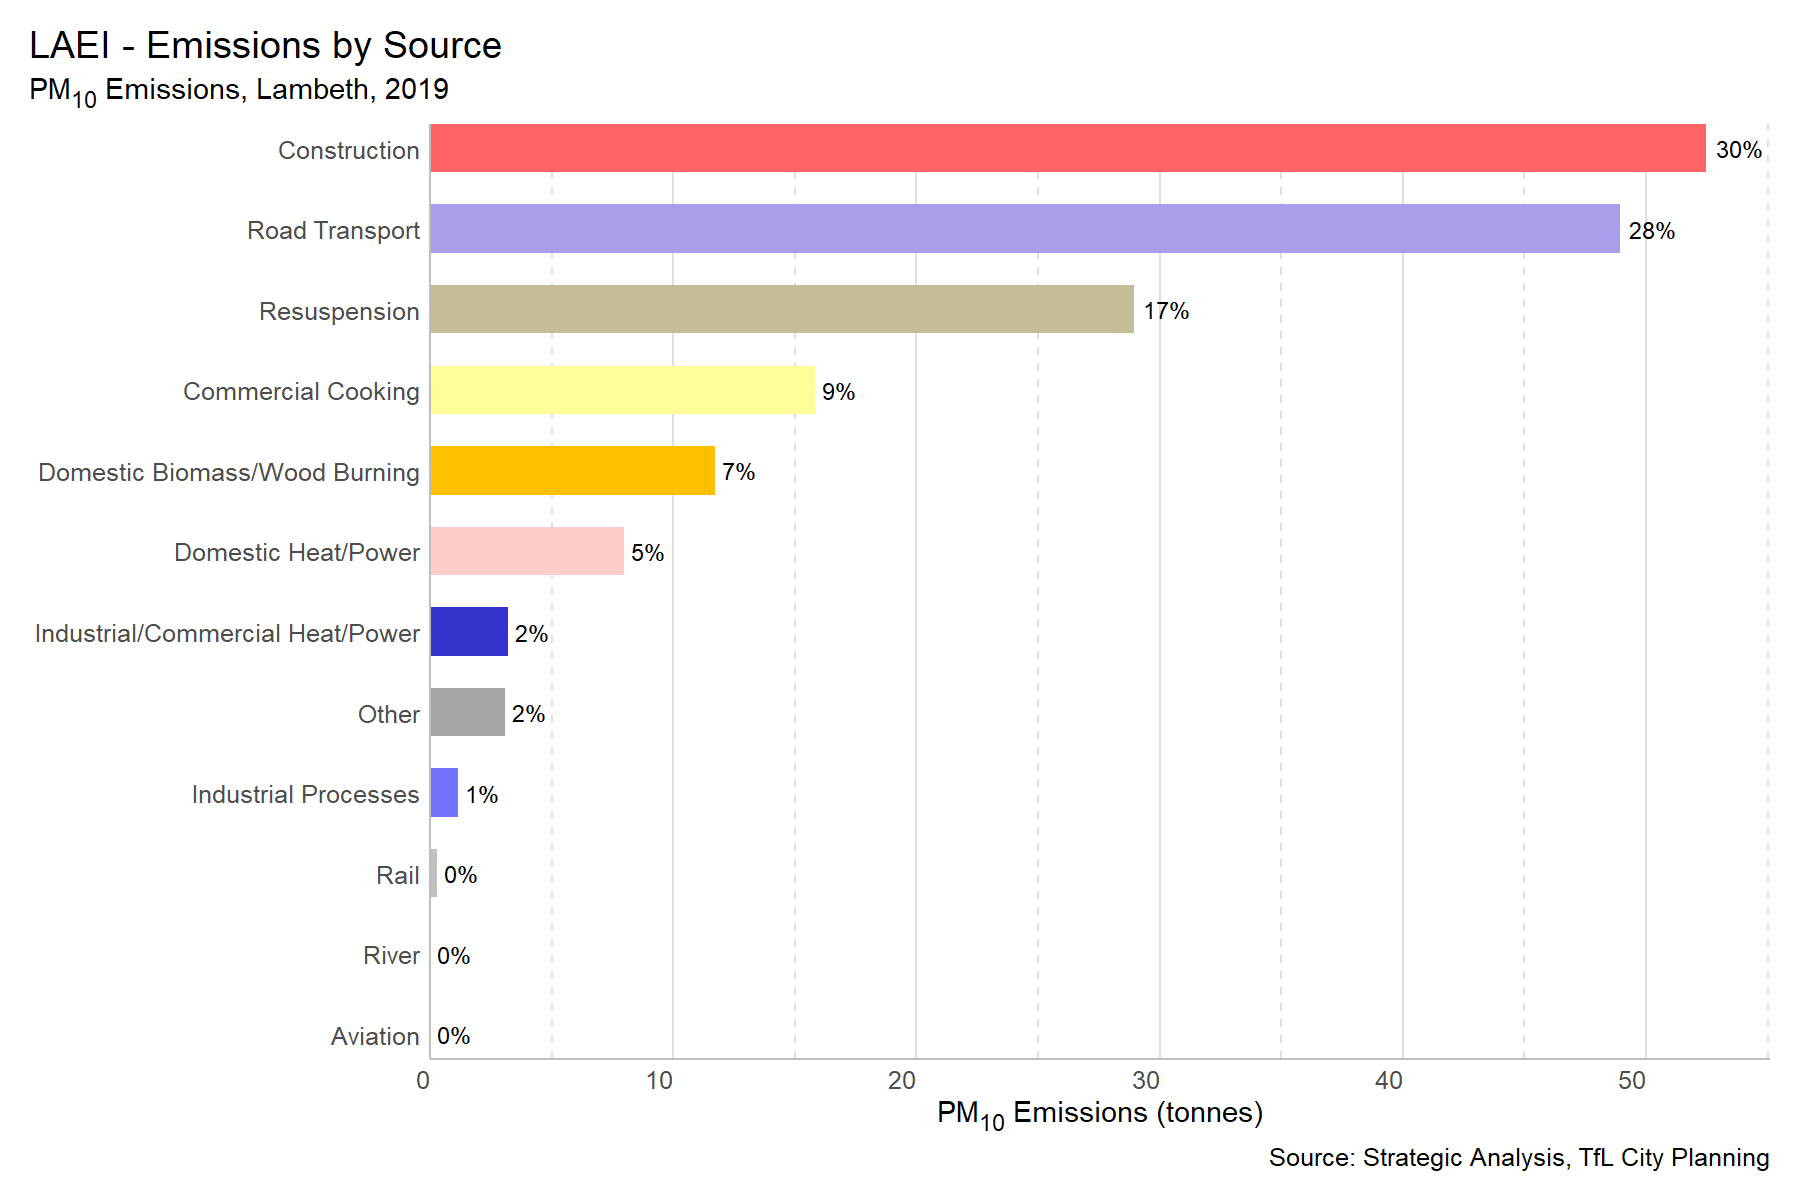 LAEI - Emissions by Source
PM10 Emissions, Lambeth, 2019
Construction 30%
Road Transport 28%
Resuspension 17%
Commercial Cooking 9%
Domestic Biomass/Wood Burning 7%
Domestic Heat/Power 5%
Industrial/Commercial Heat/Power 2%
Other 2%
Industrial Processes 1%
Rail 0%
River 0%
Aviation 0%
0 10 20 30 40 50
PM10 Emissions (tonnes)
Source: Strategic Analysis, TfL City Planning